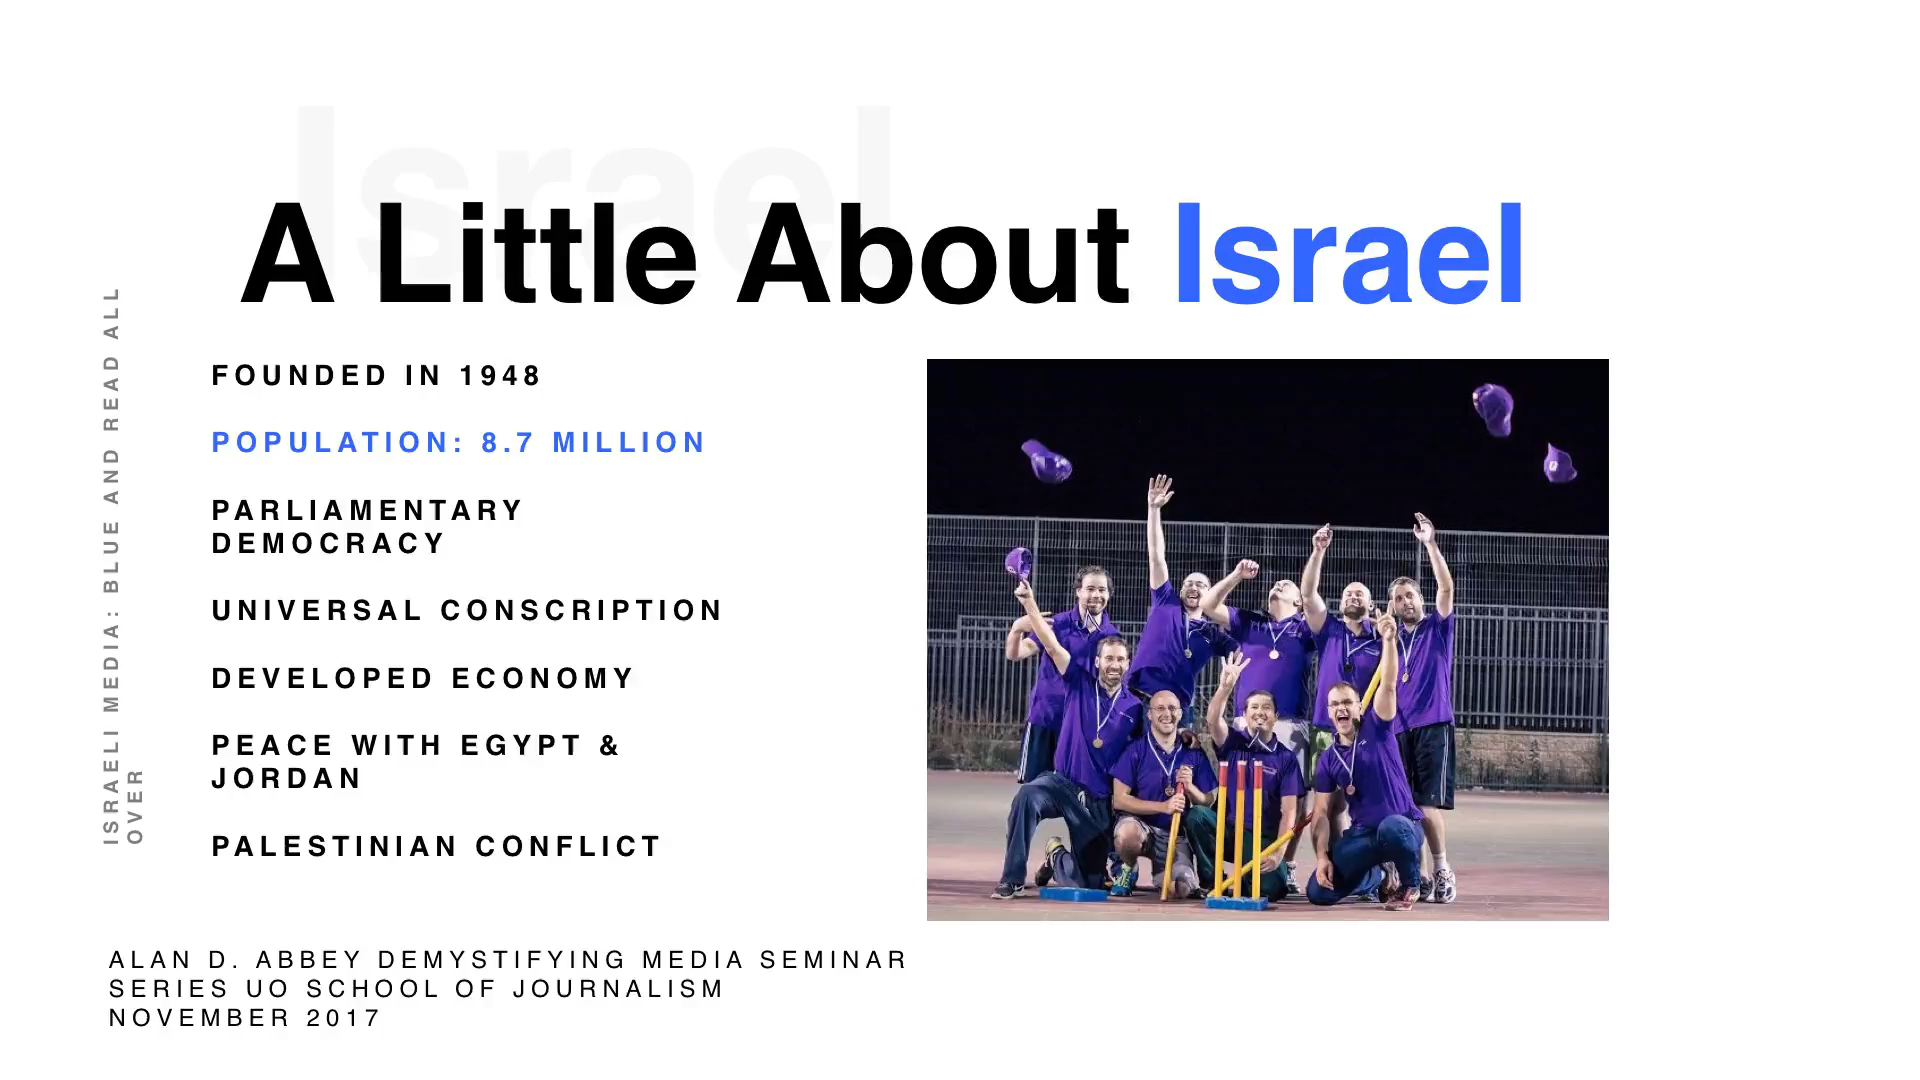 Israel
A Little About Israel
ISRAELI MEDIA: BLUE AND READ ALL
OVER
FOUNDED IN 1948
POPULATION: 8.7 MILLION
PARLIAMENTARY
DEMOCRACY
UNIVERSAL CONSCRIPTION
DEVELOPED ECONOMY
PEACE WITH EGYPT &
JORDAN
PALESTINIAN CONFLICT
ALAN D. ABBEY DEMYSTIFYING MEDIA SEMINAR
SERIES UO SCHOOL OF JOURNALISM
NOVEMBER 2017